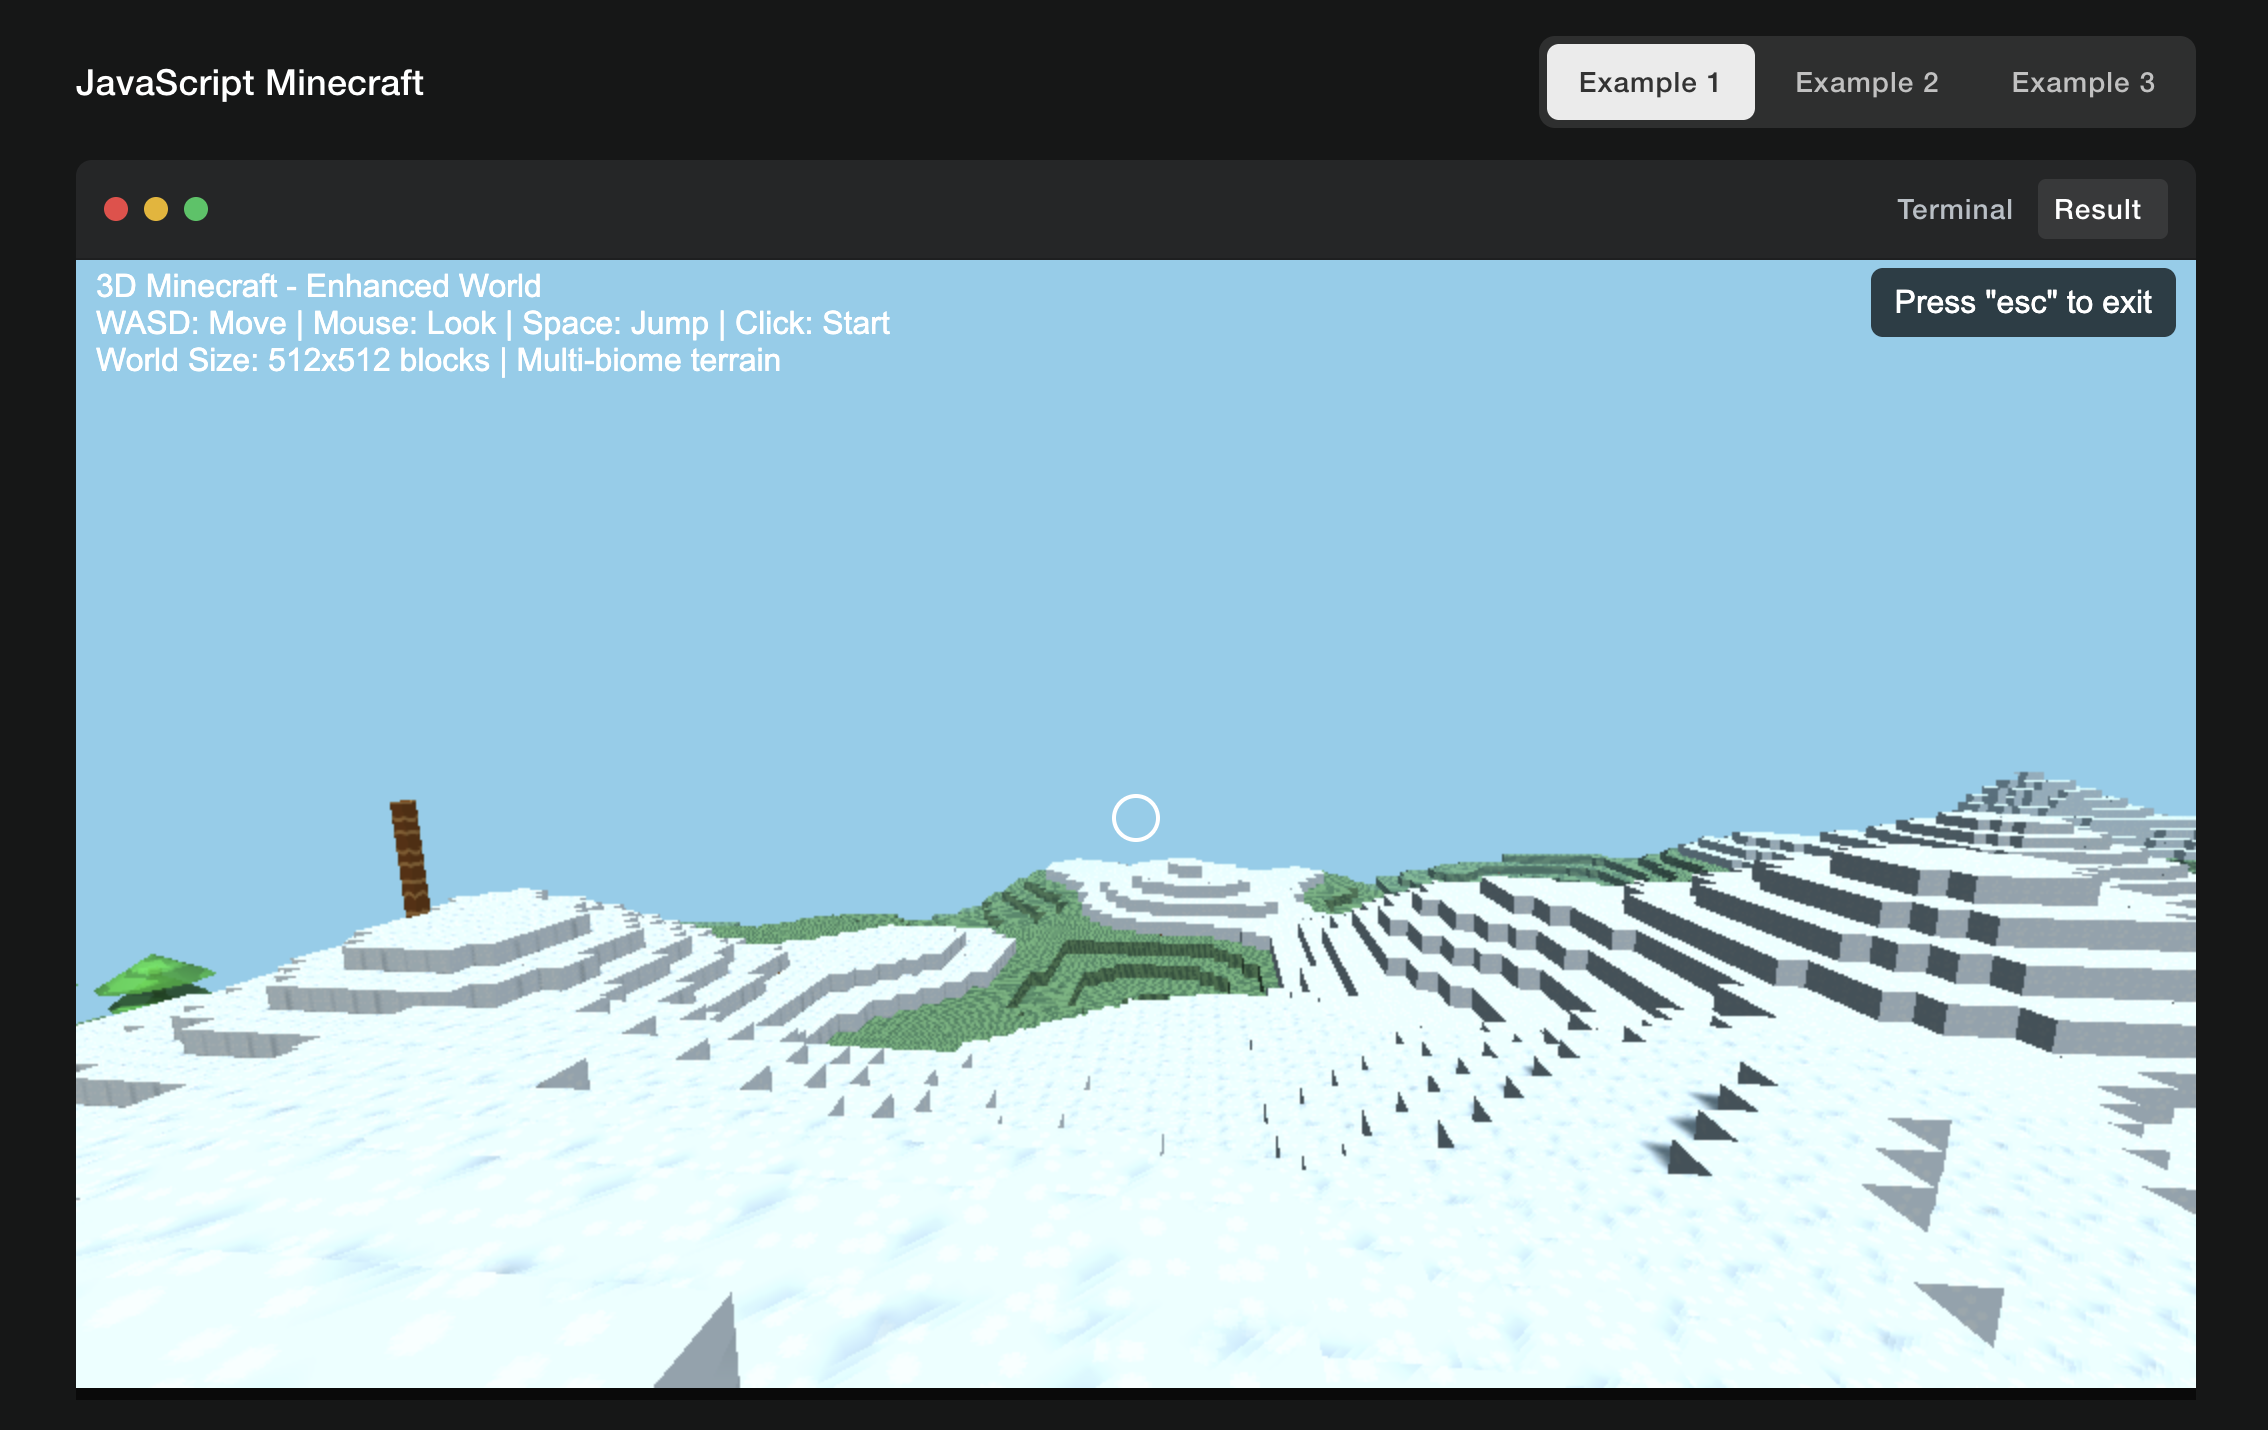 JavaScript Minecraft
Example 1 Example 2 Example 3
Terminal Result
3D Minecraft - Enhanced World
WASD: Move | Mouse: Look | Space: Jump | Click: Start
World Size: 512x512 blocks | Multi-biome terrain
Press "esc" to exit